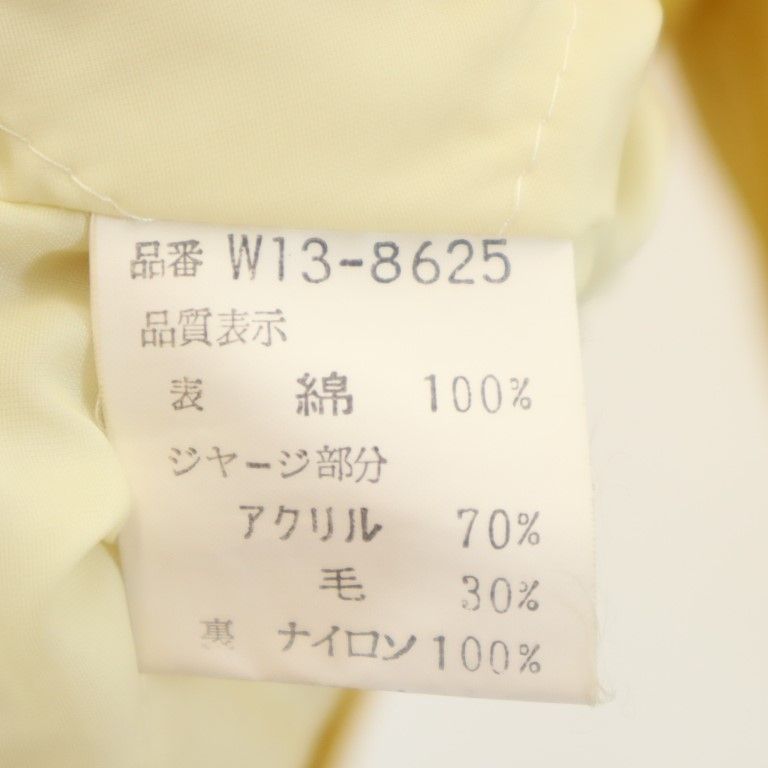 品番 W13-8625
品質表示
表 綿 100%
ジャージ部分
アクリル 70%
毛 30%
裏 ナイロン 100%